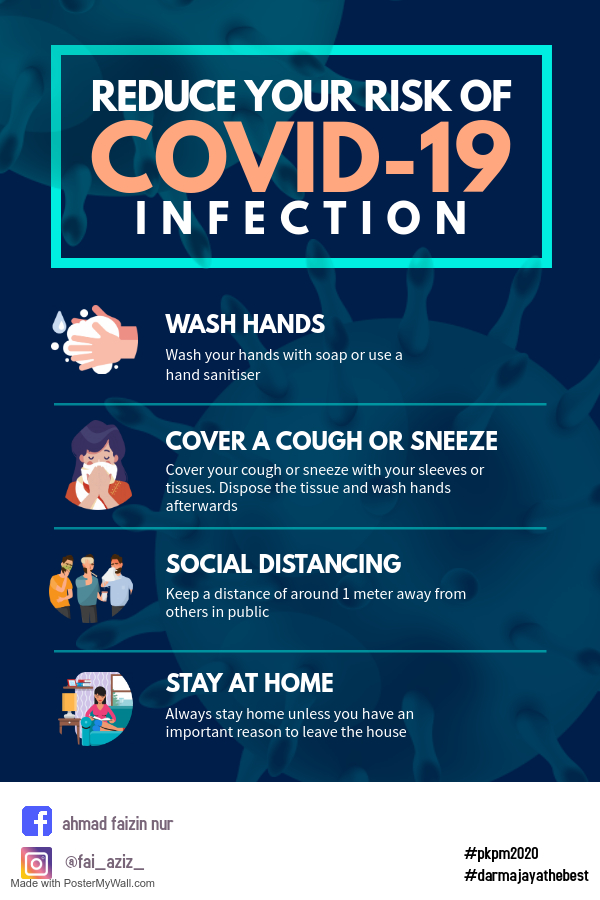 REDUCE YOUR RISK OF
COVID-19
INFECTION
WASH HANDS
Wash your hands with soap or use a
hand sanitiser
COVER A COUGH OR SNEEZE
Cover your cough or sneeze with your sleeves or
tissues. Dispose the tissue and wash hands
afterwards
SOCIAL DISTANCING
Keep a distance of around 1 meter away from
others in public
STAY AT HOME
Always stay home unless you have an
important reason to leave the house
ahmad faizin nur
@fai_aziz_
Made with PosterMyWall.com
#pkpm2020
#darmajayathebest